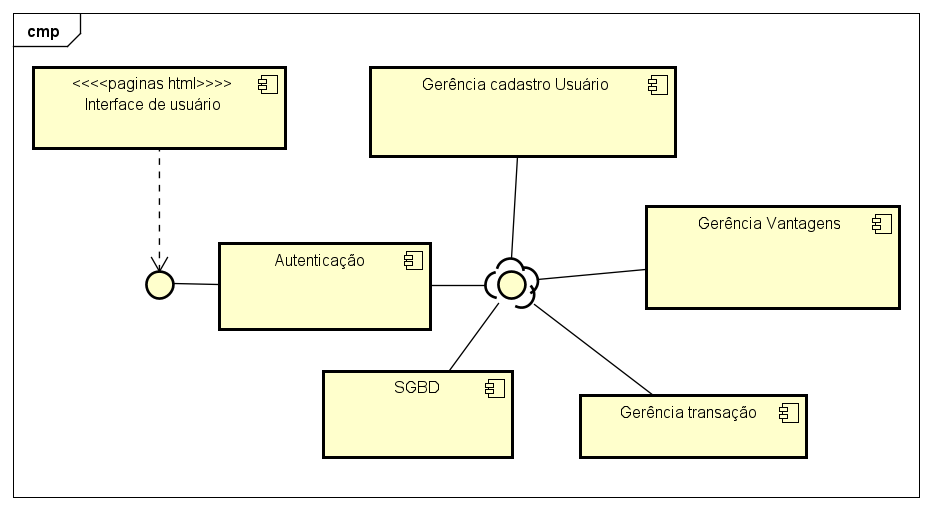 cmp
<<<<paginas html>>>>
Interface de usuário
Gerência cadastro Usuário
Gerência Vantagens
Autenticação
SGBD
Gerência transação